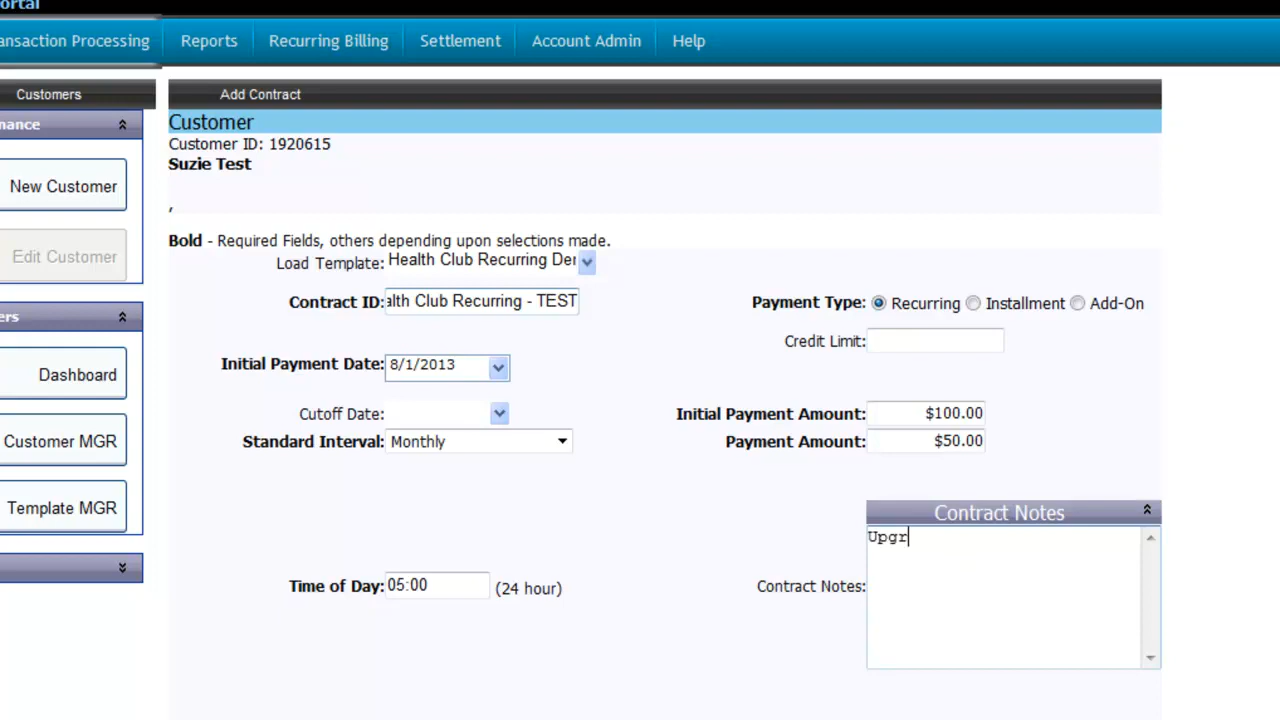 ortal
ansaction Processing Reports Recurring Billing Settlement Account Admin Help
Customers
Add Contract
nance
Customer
Customer ID: 1920615
Suzie Test
,
New Customer
Edit Customer
ers
Dashboard
Customer MGR
Template MGR
Bold - Required Fields, others depending upon selections made.
Load Template: Health Club Recurring Der
Contract ID: alth Club Recurring - TEST
Payment Type: Recurring Installment Add-On
Credit Limit:
Initial Payment Date: 8/1/2013
Cutoff Date:
Initial Payment Amount: $100.00
Standard Interval: Monthly
Payment Amount: $50.00
Contract Notes
Upgr
Time of Day: 05:00 (24 hour)
Contract Notes: